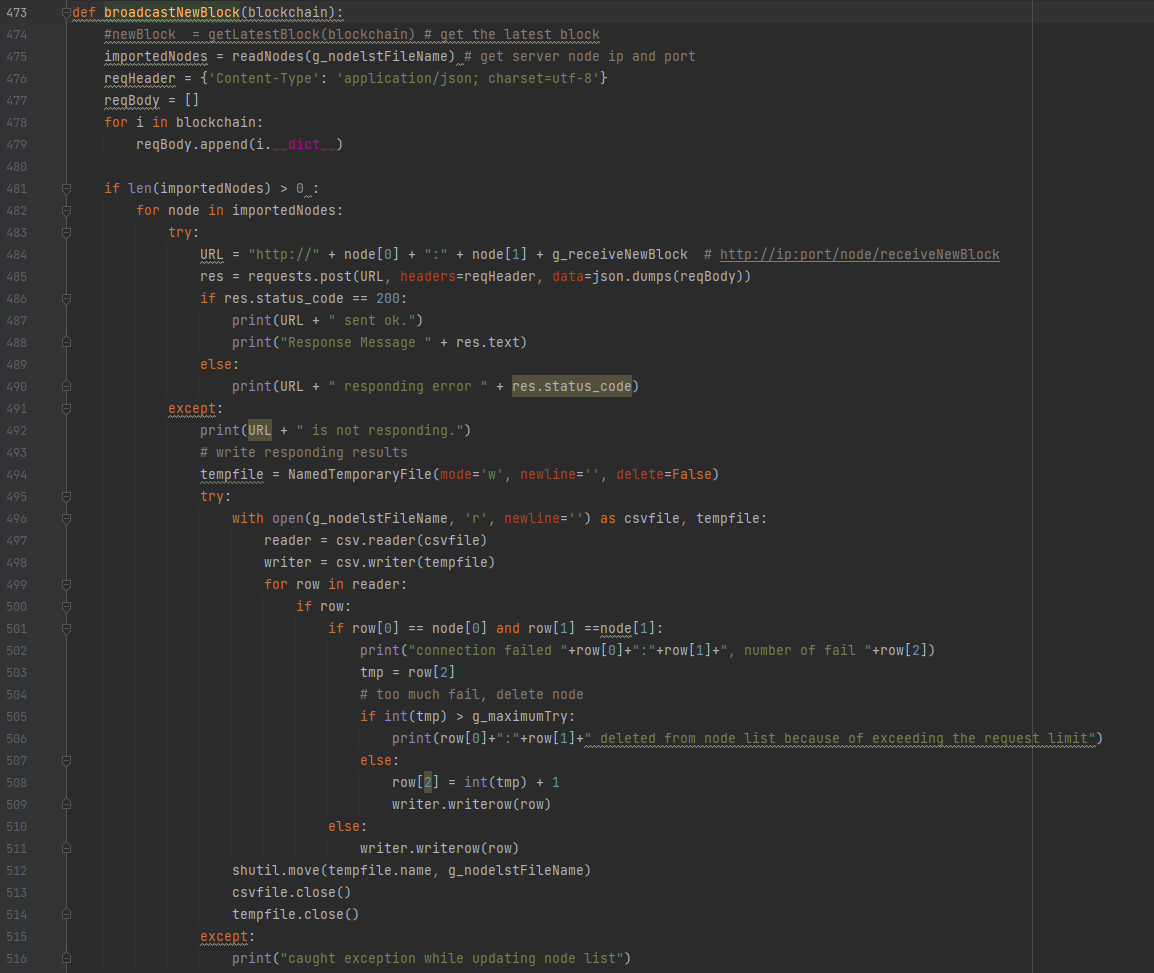 473 def broadcastNewBlock(blockchain):
474     #newBlock  = getLatestBlock(blockchain) # get the latest block
475     importedNodes = readNodes(g_nodelstFileName) # get server node ip and port
476     reqHeader = {'Content-Type': 'application/json; charset=utf-8'}
477     reqBody = []
478     for i in blockchain:
479         reqBody.append(i.__dict__)
480
481     if len(importedNodes) > 0 :
482         for node in importedNodes:
483             try:
484                 URL = "http://" + node[0] + ":" + node[1] + g_receiveNewBlock  # http://ip:port/node/receiveNewBlock
485                 res = requests.post(URL, headers=reqHeader, data=json.dumps(reqBody))
486                 if res.status_code == 200:
487                     print(URL + " sent ok.")
488                     print("Response Message " + res.text)
489                 else:
490                     print(URL + " responding error " + res.status_code)
491             except:
492                 print(URL + " is not responding.")
493                 # write responding results
494                 tempfile = NamedTemporaryFile(mode='w', newline='', delete=False)
495                 try:
496                     with open(g_nodelstFileName, 'r', newline='') as csvfile, tempfile:
497                         reader = csv.reader(csvfile)
498                         writer = csv.writer(tempfile)
499                         for row in reader:
500                             if row:
501                                 if row[0] == node[0] and row[1] ==node[1]:
502                                     print("connection failed "+row[0]+":"+row[1]+", number of fail "+row[2])
503                                     tmp = row[2]
504                                     # too much fail, delete node
505                                     if int(tmp) > g_maximumTry:
506                                         print(row[0]+":"+row[1]+" deleted from node list because of exceeding the request limit")
507                                     else:
508                                         row[2] = int(tmp) + 1
509                                         writer.writerow(row)
510                                 else:
511                                     writer.writerow(row)
512                     shutil.move(tempfile.name, g_nodelstFileName)
513                     csvfile.close()
514                     tempfile.close()
515                 except:
516                     print("caught exception while updating node list")